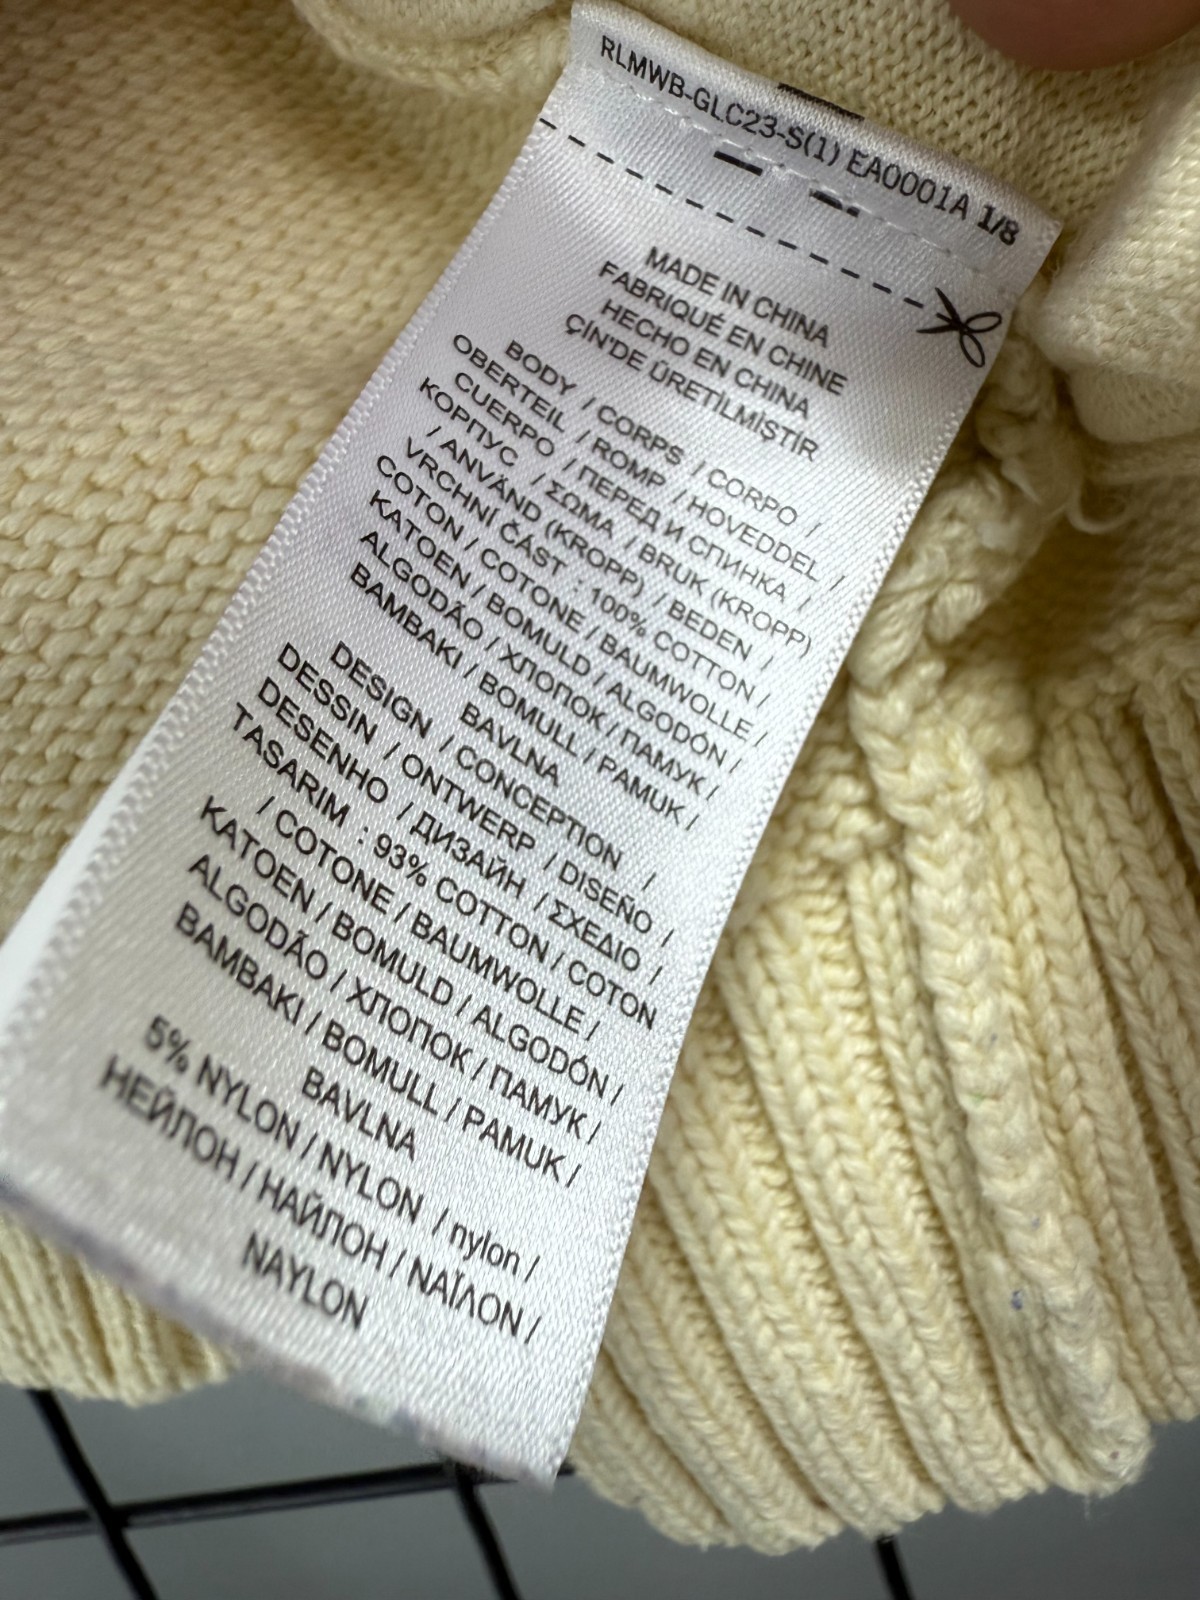 RLMWB-GLC23-S(1) EA0001A 1/8
MADE IN CHINA
FABRIQUÉ EN CHINE
HECHO EN CHINA
ÇIN'DE ÜRETİLMİŞTİR
BODY / CORPS / CORPO /
OBERTEIL / ROMP / HOVEDDEL /
CUERPO / ПЕРЕД И СПИНКА /
КОРПУС / ΣΩΜΑ / BRUK (KROPP)
/ ANVÄND (KROPP) / BEDEN /
VRCHNÍ ČÁST : 100% COTTON /
COTON / COTONE / BAUMWOLLE /
KATOEN / BOMULD / ALGODÓN /
ALGODÃO / ХЛОПОК / ПАМУК /
BAMBAKI / BOMULL / PAMUK /
BAVLNA
DESIGN / CONCEPTION /
DESSIN / ONTWERP / DISEÑO /
DESENHO / ДИЗАЙН / ΣΧΕΔΙΟ /
TASARIM : 93% COTTON / COTON
/ COTONE / BAUMWOLLE /
KATOEN / BOMULD / ALGODÓN /
ALGODÃO / ХЛОПОК / ПАМУК /
BAMBAKI / BOMULL / PAMUK /
BAVLNA
5% NYLON / NYLON / nylon /
НЕЙЛОН / НАЙЛОН / ΝΑΪΛΟΝ /
NAYLON